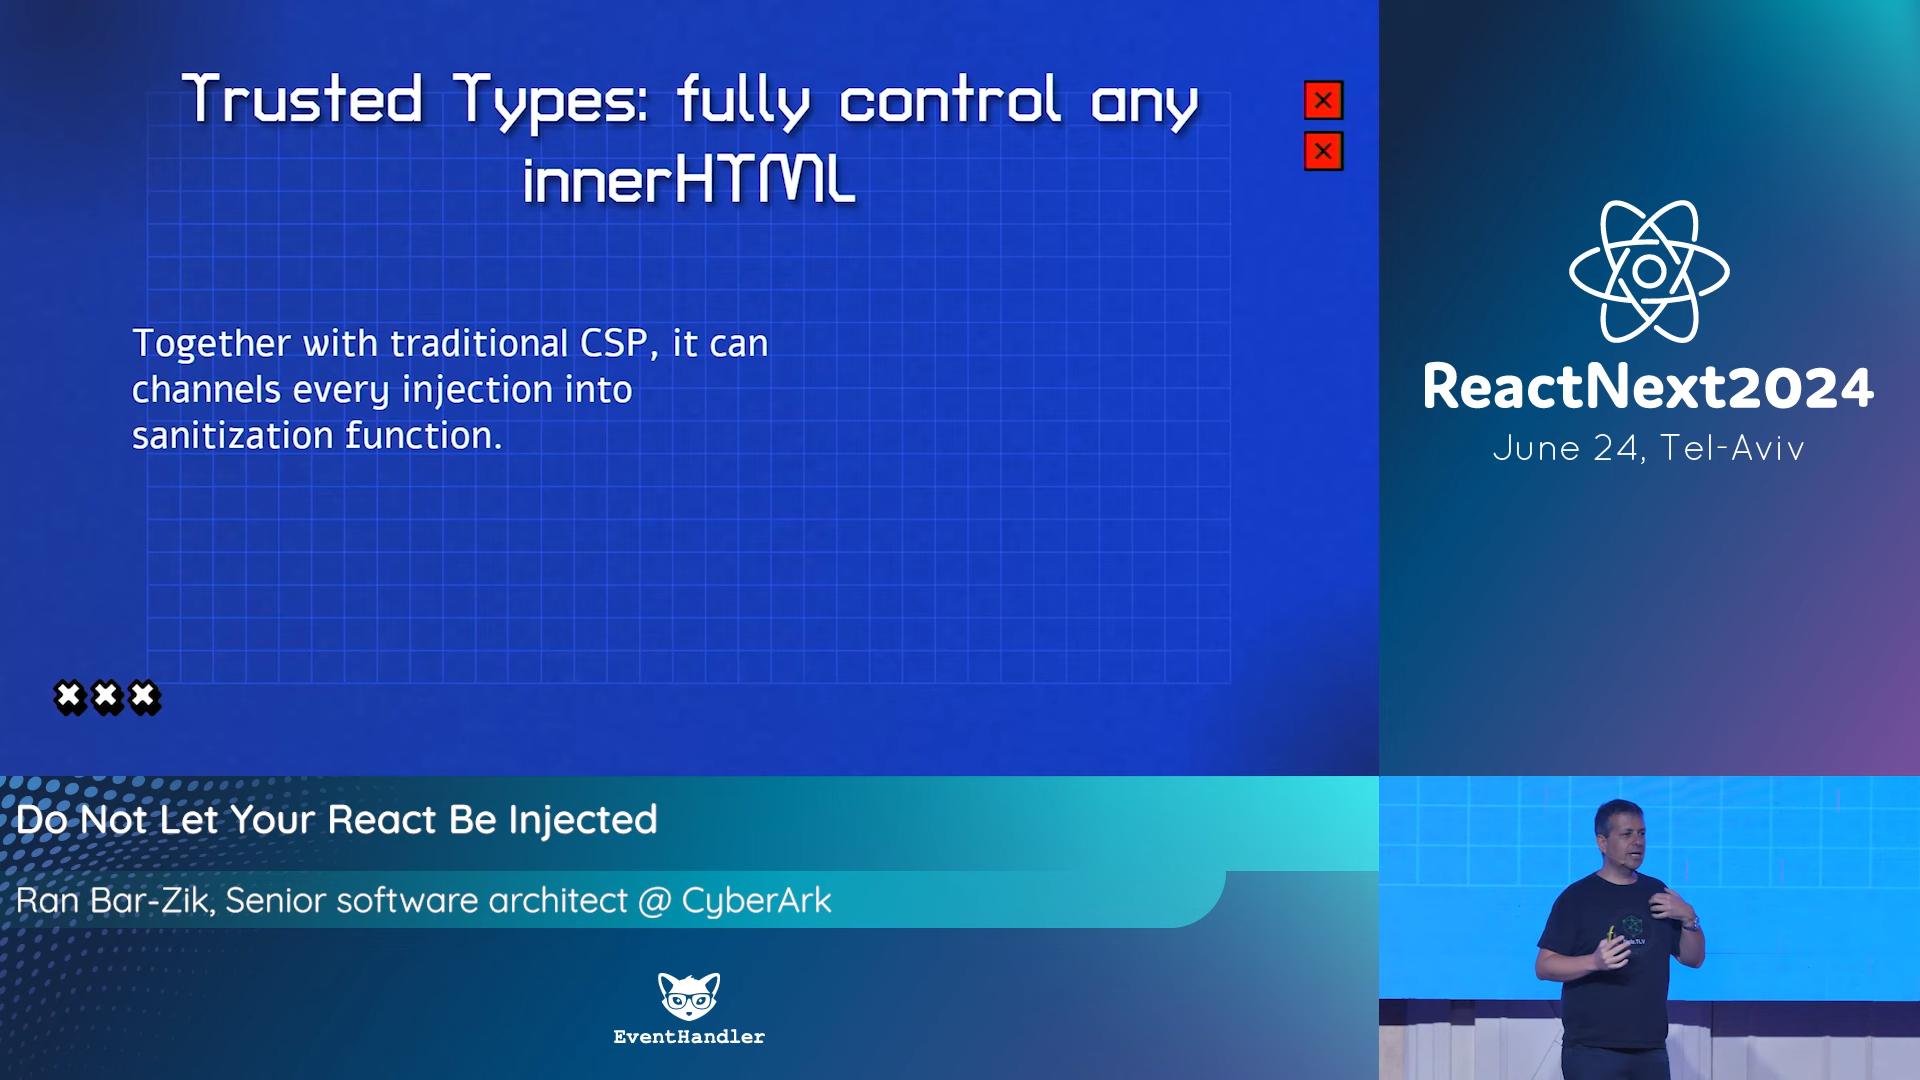 Trusted Types: fully control any
innerHTML
Together with traditional CSP, it can
channels every injection into
sanitization function.
ReactNext2024
June 24, Tel-Aviv
Do Not Let Your React Be Injected
Ran Bar-Zik, Senior software architect @ CyberArk
EventHandler